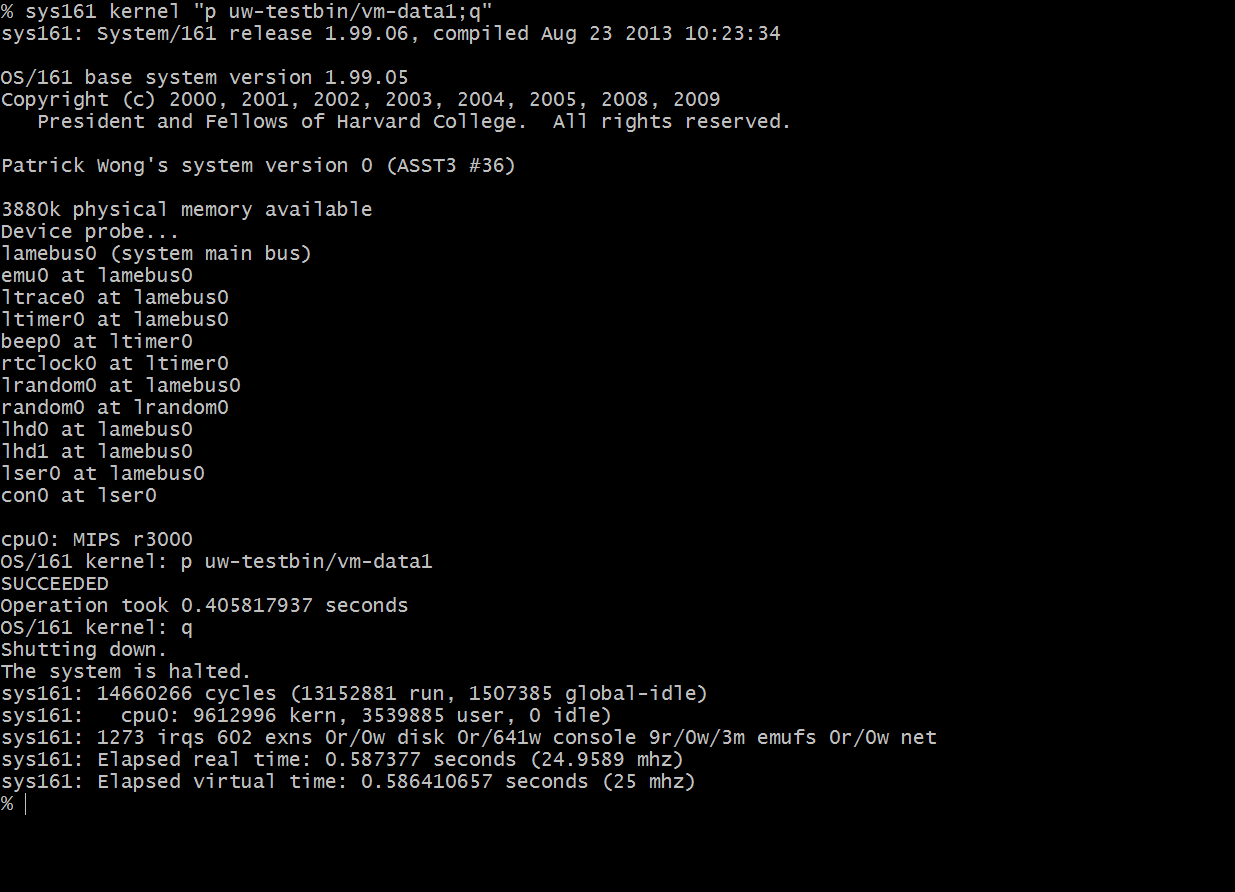 % sys161 kernel "p uw-testbin/vm-data1;q"
sys161: System/161 release 1.99.06, compiled Aug 23 2013 10:23:34
OS/161 base system version 1.99.05
Copyright (c) 2000, 2001, 2002, 2003, 2004, 2005, 2008, 2009
President and Fellows of Harvard College.  All rights reserved.
Patrick Wong's system version 0 (ASST3 #36)
3880k physical memory available
Device probe...
lamebus0 (system main bus)
emu0 at lamebus0
ltrace0 at lamebus0
ltimer0 at lamebus0
beep0 at ltimer0
rtclock0 at ltimer0
lrandom0 at lamebus0
random0 at lrandom0
lhd0 at lamebus0
lhd1 at lamebus0
lser0 at lamebus0
con0 at lser0
cpu0: MIPS r3000
OS/161 kernel: p uw-testbin/vm-data1
SUCCEEDED
Operation took 0.405817937 seconds
OS/161 kernel: q
Shutting down.
The system is halted.
sys161: 14660266 cycles (13152881 run, 1507385 global-idle)
sys161:   cpu0: 9612996 kern, 3539885 user, 0 idle)
sys161: 1273 irqs 602 exns 0r/0w disk 0r/641w console 9r/0w/3m emufs 0r/0w net
sys161: Elapsed real time: 0.587377 seconds (24.9589 mhz)
sys161: Elapsed virtual time: 0.586410657 seconds (25 mhz)
%